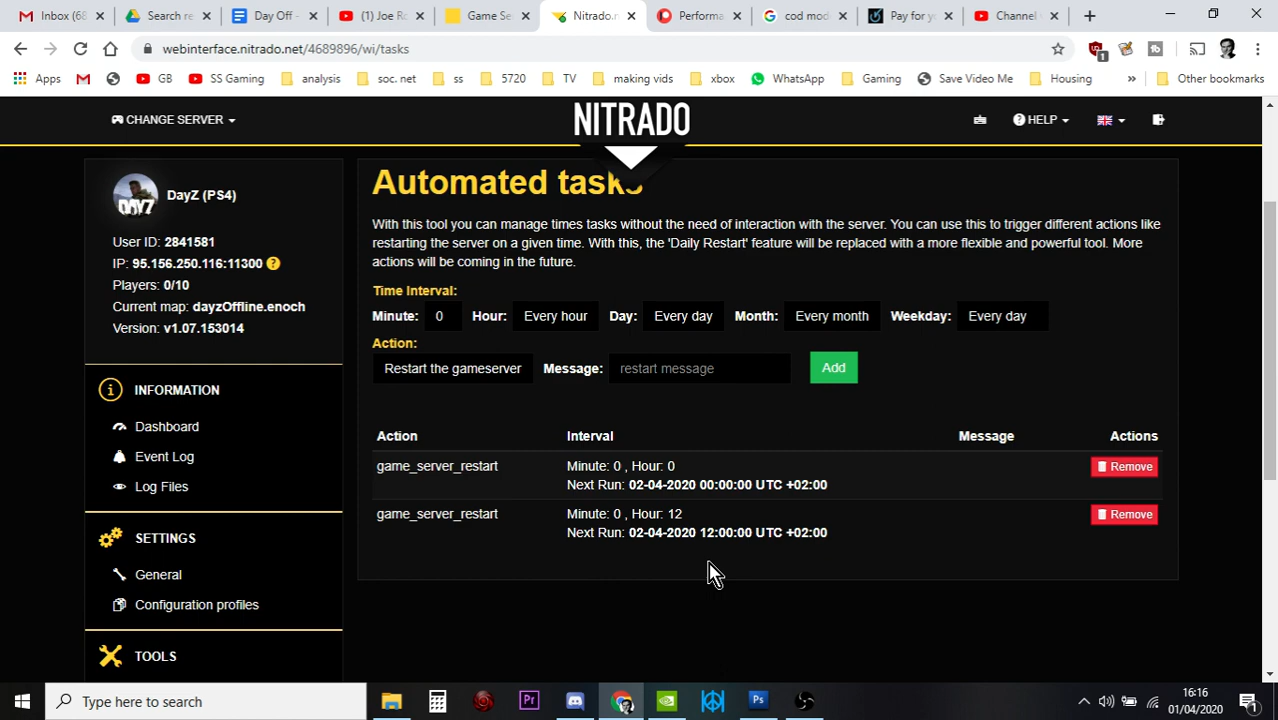 Inbox (68
Search re
Day Off -
(1) Joe Ro
Game Sa
Nitrado.n
Performa
cod mod
Pay for yo
Channel
webinterface.nitrado.net/4689896/wi/tasks
Apps
GB
SS Gaming
analysis
soc. net
ss
5720
TV
making vids
xbox
WhatsApp
Gaming
Save Video Me
Housing
»
Other bookmarks
CHANGE SERVER
NITRADO
HELP
DAYZ
DayZ (PS4)
User ID: 2841581
IP: 95.156.250.116:11300
Players: 0/10
Current map: dayzOffline.enoch
Version: v1.07.153014
INFORMATION
Dashboard
Event Log
Log Files
SETTINGS
General
Configuration profiles
TOOLS
Automated tasks
With this tool you can manage times tasks without the need of interaction with the server. You can use this to trigger different actions like
restarting the server on a given time. With this, the 'Daily Restart' feature will be replaced with a more flexible and powerful tool. More
actions will be coming in the future.
Time Interval:
Minute: 0 Hour: Every hour Day: Every day Month: Every month Weekday: Every day
Action:
Restart the gameserver Message: restart message Add
Action Interval Message Actions
game_server_restart Minute: 0 , Hour: 0 Remove
Next Run: 02-04-2020 00:00:00 UTC +02:00
game_server_restart Minute: 0 , Hour: 12 Remove
Next Run: 02-04-2020 12:00:00 UTC +02:00
Type here to search
Pr
Ps
16:16
01/04/2020
1